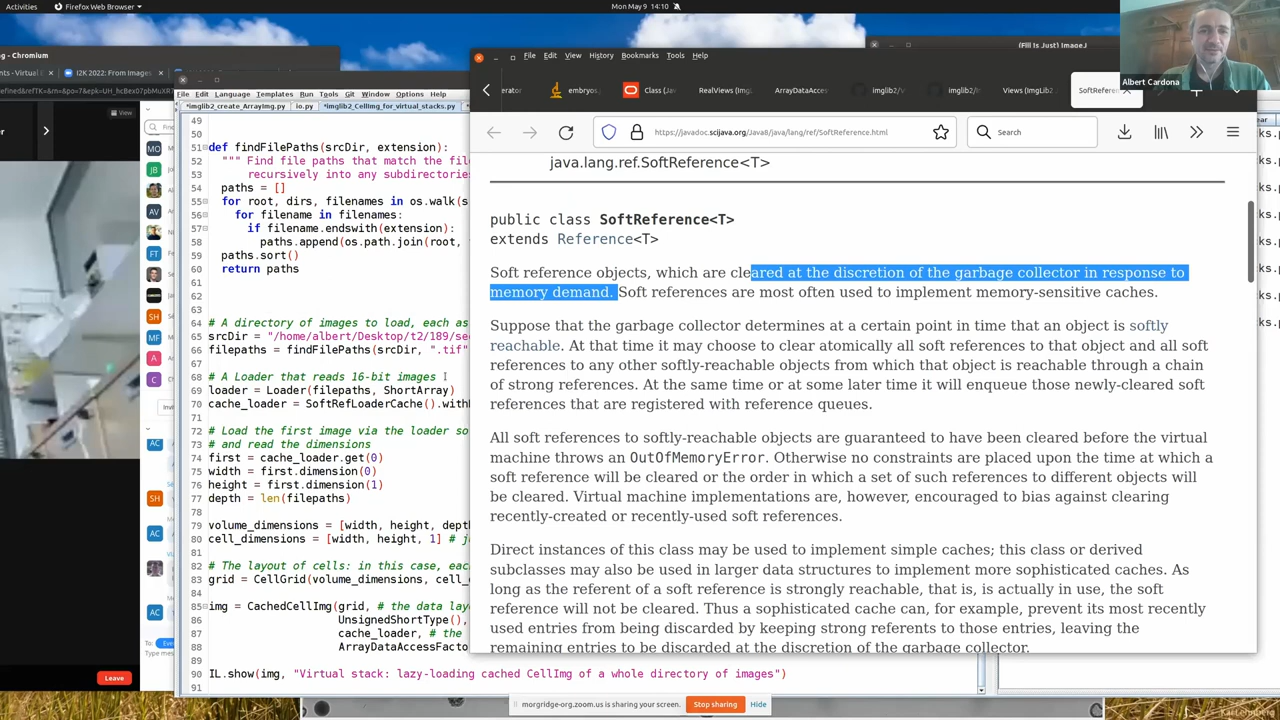 Activities
Firefox Web Browser
Mon May 9 14:10
ng - Chromium
ents - Virtual E
I2K 2022: From Images
View
Leave
MO
JB
AV
FT
SH
MF
A
C
AC
SH
AC
AC
File Edit Language Templates Run Tools Git Tabs
*imglib2_create_ArrayImg.py
io.py
*imglib2_CellImg_for_virtual_stacks.py
49
50
51 def findFilePaths(srcDir, extension):
52 """ Find file paths that match the file
53 recursively into any subdirectories
54 paths = []
55 for root, dirs, filenames in os.walk(s
56 for filename in filenames:
57 if filename.endswith(extension):
58 paths.append(os.path.join(root,
59 paths.sort()
60 return paths
61
62
63
64 # A directory of images to load, each as
65 srcDir = "/home/albert/Desktop/t2/189/se
66 filepaths = findFilePaths(srcDir, ".tif"
67
68 # A Loader that reads 16-bit images
69 loader = Loader(filepaths, ShortArray)
70 cache_loader = SoftRefLoaderCache().with
71
72 # Load the first image via the loader so
73 # and read the dimensions
74 first = cache_loader.get(0)
75 width = first.dimension(0)
76 height = first.dimension(1)
77 depth = len(filepaths)
78
79 volume_dimensions = [width, height, dept
80 cell_dimensions = [width, height, 1] # j
81
82 # The layout of cells: in this case, eac
83 grid = CellGrid(volume_dimensions, cell_
84
85 img = CachedCellImg(grid, # the data lay
86 UnsignedShortType(),
87 cache_loader, # the
88 ArrayDataAccessFacto
89
90 IL.show(img, "Virtual stack: lazy-loading cached CellImg of a whole directory of images")
91
File Edit View History Bookmarks Tools Help
erator
embryos.
Class (Jav
RealViews (ImgLib
ArrayDataAcces
imglib2/V
imglib2/i
Views (ImgLib2
SoftRefere
https://javadoc.scijava.org/Java8/java/lang/ref/SoftReference.html
Search
java.lang.ref.SoftReference<T>
public class SoftReference<T>
extends Reference<T>
Soft reference objects, which are cleared at the discretion of the garbage collector in response to
memory demand. Soft references are most often used to implement memory-sensitive caches.
Suppose that the garbage collector determines at a certain point in time that an object is softly
reachable. At that time it may choose to clear atomically all soft references to that object and all soft
references to any other softly-reachable objects from which that object is reachable through a chain
of strong references. At the same time or at some later time it will enqueue those newly-cleared soft
references that are registered with reference queues.
All soft references to softly-reachable objects are guaranteed to have been cleared before the virtual
machine throws an OutOfMemoryError. Otherwise no constraints are placed upon the time at which a
soft reference will be cleared or the order in which a set of such references to different objects will
be cleared. Virtual machine implementations are, however, encouraged to bias against clearing
recently-created or recently-used soft references.
Direct instances of this class may be used to implement simple caches; this class or derived
subclasses may also be used in larger data structures to implement more sophisticated caches. As
long as the referent of a soft reference is strongly reachable, that is, is actually in use, the soft
reference will not be cleared. Thus a sophisticated cache can, for example, prevent its most recently
used entries from being discarded by keeping strong referents to those entries, leaving the
remaining entries to be discarded at the discretion of the garbage collector.
(Fiji Is Just) ImageJ
Albert Cardona
morgridge-org.zoom.us is sharing your screen.
Stop sharing
Hide